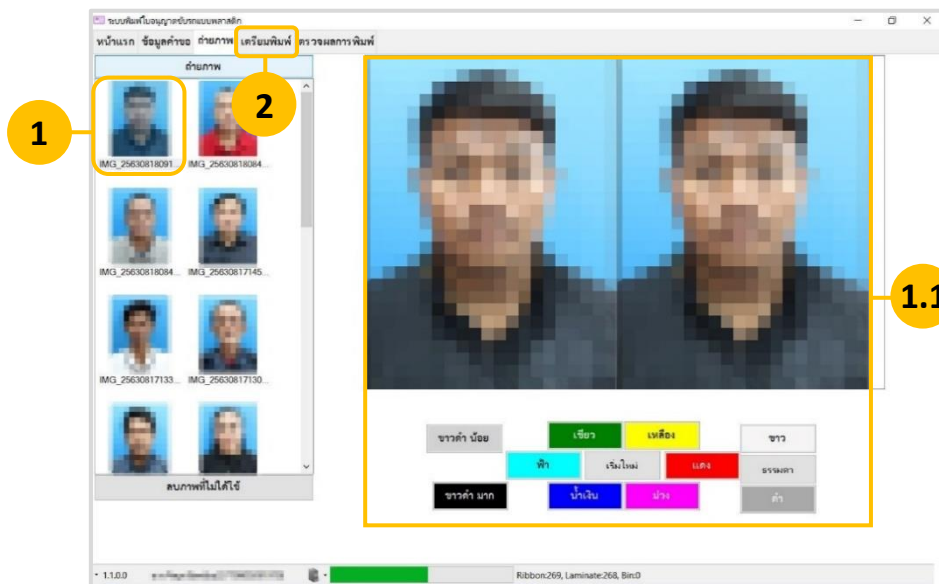 ระบบพิมพ์ใบอนุญาตขับรถแบบพลาสติก
หน้าแรก ข้อมูลคำขอ ถ่ายภาพ เตรียมพิมพ์ ตรวจผลการพิมพ์
ถ่ายภาพ
1
2
IMG_25630818091... IMG_25630818084...
IMG_25630818084... IMG_25630817145...
1.1
IMG_25630817133... IMG_25630817130...
ขาวดำ น้อย เขียว เหลือง ขาว
ฟ้า เริ่มใหม่ แดง ธรรมดา
ขาวดำ มาก น้ำเงิน ม่วง ดำ
ลบภาพที่ไม่ได้ใช้
1.1.0.0 Ribbon:269, Laminate:268, Bin:0